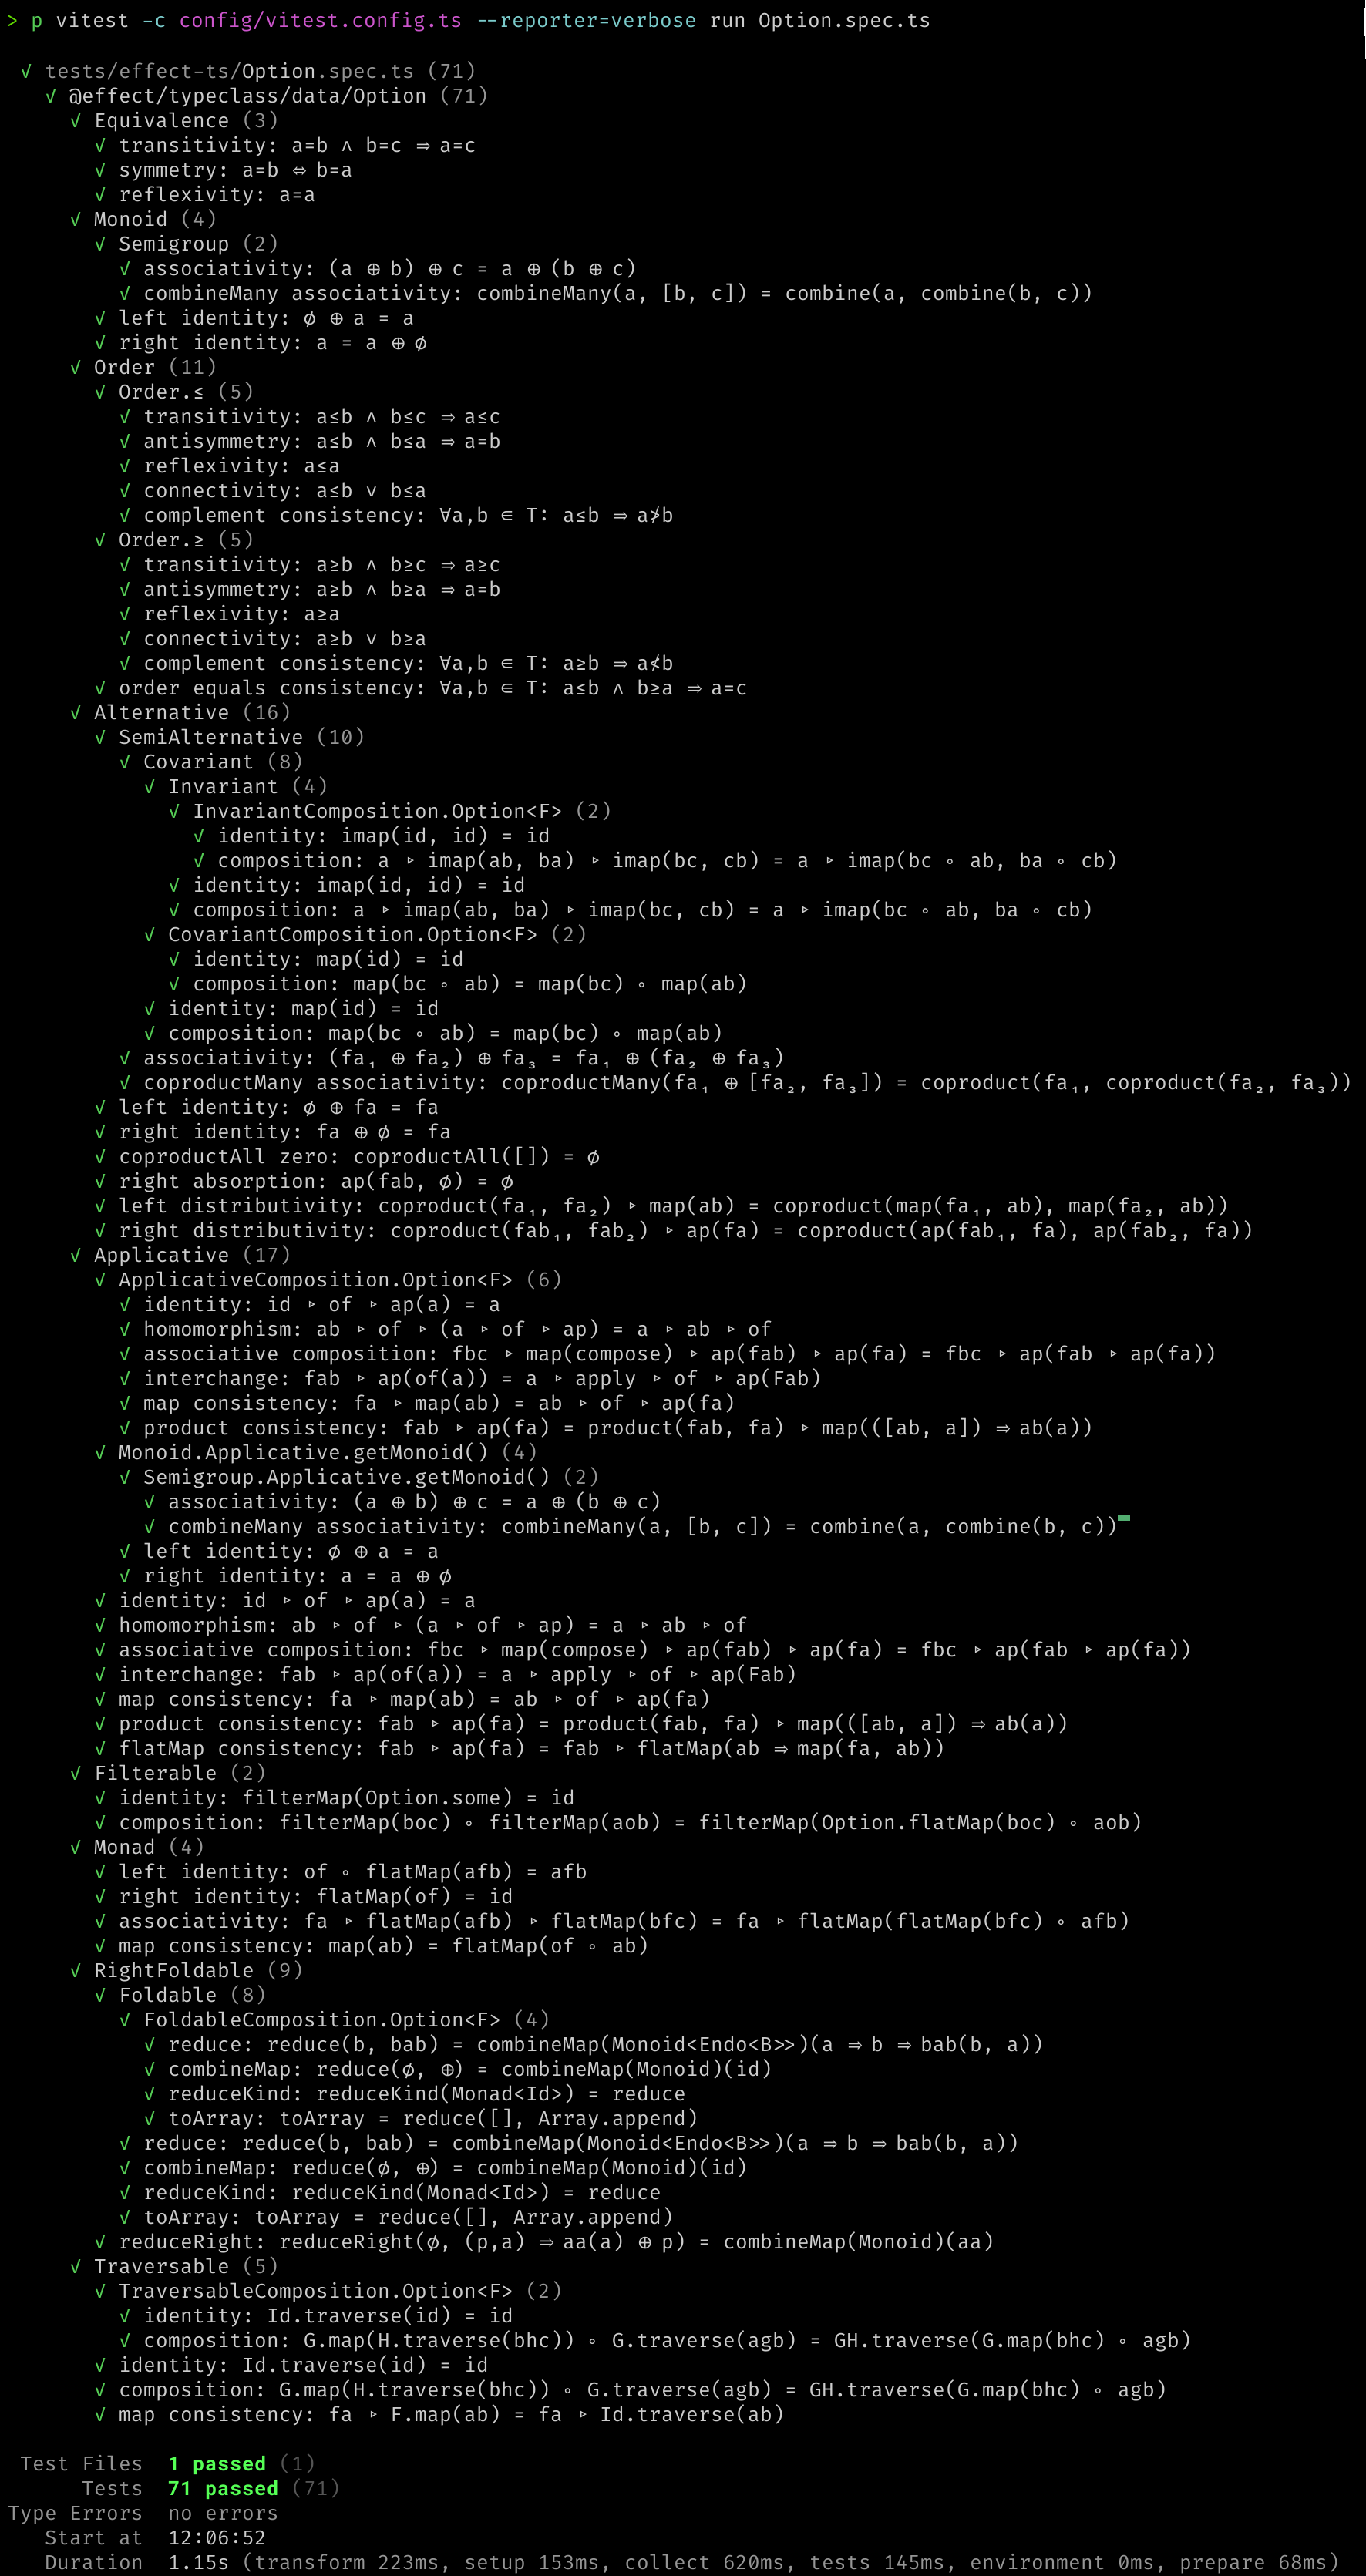 > p vitest -c config/vitest.config.ts --reporter=verbose run Option.spec.ts
√ tests/effect-ts/Option.spec.ts (71)
√ @effect/typeclass/data/Option (71)
√ Equivalence (3)
√ transitivity: a=b ∧ b=c ⇒ a=c
√ symmetry: a=b ⇔ b=a
√ reflexivity: a=a
√ Monoid (4)
√ Semigroup (2)
√ associativity: (a ⊕ b) ⊕ c = a ⊕ (b ⊕ c)
√ combineMany associativity: combineMany(a, [b, c]) = combine(a, combine(b, c))
√ left identity: ∅ ⊕ a = a
√ right identity: a = a ⊕ ∅
√ Order (11)
√ Order.≤ (5)
√ transitivity: a≤b ∧ b≤c ⇒ a≤c
√ antisymmetry: a≤b ∧ b≤a ⇒ a=b
√ reflexivity: a≤a
√ connectivity: a≤b ∨ b≤a
√ complement consistency: ∀a,b ∈ T: a≤b ⇒ a≯b
√ Order.≥ (5)
√ transitivity: a≥b ∧ b≥c ⇒ a≥c
√ antisymmetry: a≥b ∧ b≥a ⇒ a=b
√ reflexivity: a≥a
√ connectivity: a≥b ∨ b≥a
√ complement consistency: ∀a,b ∈ T: a≥b ⇒ a≮b
√ order equals consistency: ∀a,b ∈ T: a≤b ∧ b≥a ⇒ a=c
√ Alternative (16)
√ SemiAlternative (10)
√ Covariant (8)
√ Invariant (4)
√ InvariantComposition.Option<F> (2)
√ identity: imap(id, id) = id
√ composition: a ▹ imap(ab, ba) ▹ imap(bc, cb) = a ▹ imap(bc ∘ ab, ba ∘ cb)
√ identity: imap(id, id) = id
√ composition: a ▹ imap(ab, ba) ▹ imap(bc, cb) = a ▹ imap(bc ∘ ab, ba ∘ cb)
√ CovariantComposition.Option<F> (2)
√ identity: map(id) = id
√ composition: map(bc ∘ ab) = map(bc) ∘ map(ab)
√ identity: map(id) = id
√ composition: map(bc ∘ ab) = map(bc) ∘ map(ab)
√ associativity: (fa₁ ⊕ fa₂) ⊕ fa₃ = fa₁ ⊕ (fa₂ ⊕ fa₃)
√ coproductMany associativity: coproductMany(fa₁ ⊕ [fa₂, fa₃]) = coproduct(fa₁, coproduct(fa₂, fa₃))
√ left identity: ∅ ⊕ fa = fa
√ right identity: fa ⊕ ∅ = fa
√ coproductAll zero: coproductAll([]) = ∅
√ right absorption: ap(fab, ∅) = ∅
√ left distributivity: coproduct(fa₁, fa₂) ▹ map(ab) = coproduct(map(fa₁, ab), map(fa₂, ab))
√ right distributivity: coproduct(fab₁, fab₂) ▹ ap(fa) = coproduct(ap(fab₁, fa), ap(fab₂, fa))
√ Applicative (17)
√ ApplicativeComposition.Option<F> (6)
√ identity: id ▹ of ▹ ap(a) = a
√ homomorphism: ab ▹ of ▹ (a ▹ of ▹ ap) = a ▹ ab ▹ of
√ associative composition: fbc ▹ map(compose) ▹ ap(fab) ▹ ap(fa) = fbc ▹ ap(fab ▹ ap(fa))
√ interchange: fab ▹ ap(of(a)) = a ▹ apply ▹ of ▹ ap(Fab)
√ map consistency: fa ▹ map(ab) = ab ▹ of ▹ ap(fa)
√ product consistency: fab ▹ ap(fa) = product(fab, fa) ▹ map(([ab, a]) ⇒ ab(a))
√ Monoid.Applicative.getMonoid() (4)
√ Semigroup.Applicative.getMonoid() (2)
√ associativity: (a ⊕ b) ⊕ c = a ⊕ (b ⊕ c)
√ combineMany associativity: combineMany(a, [b, c]) = combine(a, combine(b, c))
√ left identity: ∅ ⊕ a = a
√ right identity: a = a ⊕ ∅
√ identity: id ▹ of ▹ ap(a) = a
√ homomorphism: ab ▹ of ▹ (a ▹ of ▹ ap) = a ▹ ab ▹ of
√ associative composition: fbc ▹ map(compose) ▹ ap(fab) ▹ ap(fa) = fbc ▹ ap(fab ▹ ap(fa))
√ interchange: fab ▹ ap(of(a)) = a ▹ apply ▹ of ▹ ap(Fab)
√ map consistency: fa ▹ map(ab) = ab ▹ of ▹ ap(fa)
√ product consistency: fab ▹ ap(fa) = product(fab, fa) ▹ map(([ab, a]) ⇒ ab(a))
√ flatMap consistency: fab ▹ ap(fa) = fab ▹ flatMap(ab ⇒ map(fa, ab))
√ Filterable (2)
√ identity: filterMap(Option.some) = id
√ composition: filterMap(boc) ∘ filterMap(aob) = filterMap(Option.flatMap(boc) ∘ aob)
√ Monad (4)
√ left identity: of ∘ flatMap(afb) = afb
√ right identity: flatMap(of) = id
√ associativity: fa ▹ flatMap(afb) ▹ flatMap(bfc) = fa ▹ flatMap(flatMap(bfc) ∘ afb)
√ map consistency: map(ab) = flatMap(of ∘ ab)
√ RightFoldable (9)
√ Foldable (8)
√ FoldableComposition.Option<F> (4)
√ reduce: reduce(b, bab) = combineMap(Monoid<Endo<B>>)(a ⇒ b ⇒ bab(b, a))
√ combineMap: reduce(∅, ⊕) = combineMap(Monoid)(id)
√ reduceKind: reduceKind(Monad<Id>) = reduce
√ toArray: toArray = reduce([], Array.append)
√ reduce: reduce(b, bab) = combineMap(Monoid<Endo<B>>)(a ⇒ b ⇒ bab(b, a))
√ combineMap: reduce(∅, ⊕) = combineMap(Monoid)(id)
√ reduceKind: reduceKind(Monad<Id>) = reduce
√ toArray: toArray = reduce([], Array.append)
√ reduceRight: reduceRight(∅, (p,a) ⇒ aa(a) ⊕ p) = combineMap(Monoid)(aa)
√ Traversable (5)
√ TraversableComposition.Option<F> (2)
√ identity: Id.traverse(id) = id
√ composition: G.map(H.traverse(bhc)) ∘ G.traverse(agb) = GH.traverse(G.map(bhc) ∘ agb)
√ identity: Id.traverse(id) = id
√ composition: G.map(H.traverse(bhc)) ∘ G.traverse(agb) = GH.traverse(G.map(bhc) ∘ agb)
√ map consistency: fa ▹ F.map(ab) = fa ▹ Id.traverse(ab)
Test Files 1 passed (1)
Tests 71 passed (71)
Type Errors no errors
Start at 12:06:52
Duration 1.15s (transform 223ms, setup 153ms, collect 620ms, tests 145ms, environment 0ms, prepare 68ms)